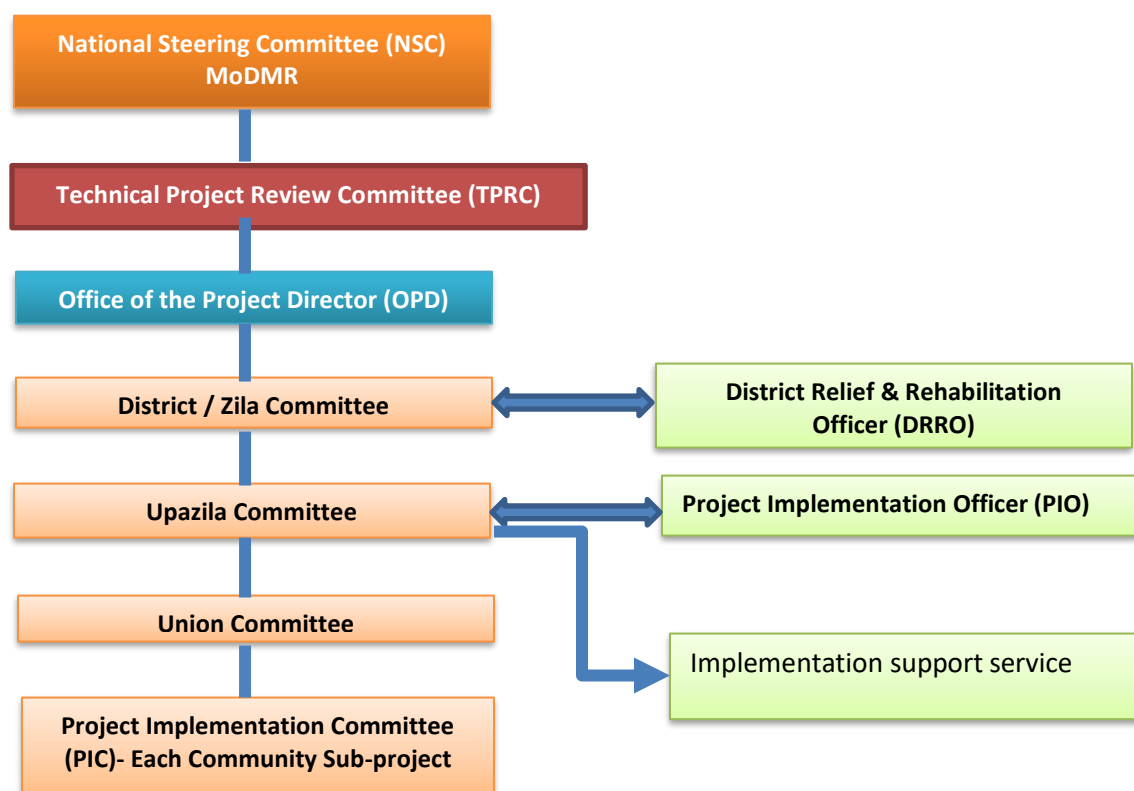 National Steering Committee (NSC)
MoDMR
Technical Project Review Committee (TPRC)
Office of the Project Director (OPD)
District / Zila Committee
District Relief & Rehabilitation
Officer (DRRO)
Upazila Committee
Project Implementation Officer (PIO)
Union Committee
Implementation support service
Project Implementation Committee
(PIC)- Each Community Sub-project